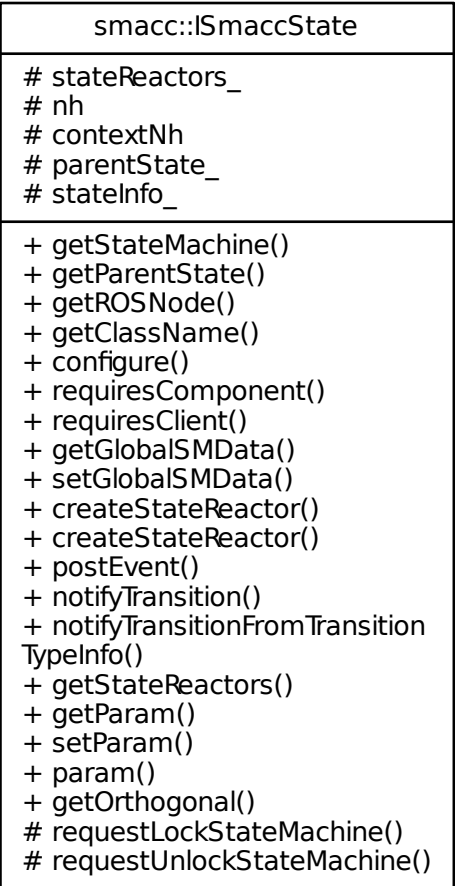 smacc::ISmaccState
# stateReactors_
# nh
# contextNh
# parentState_
# stateInfo_
+ getStateMachine()
+ getParentState()
+ getROSNode()
+ getClassName()
+ configure()
+ requiresComponent()
+ requiresClient()
+ getGlobalSMData()
+ setGlobalSMData()
+ createStateReactor()
+ createStateReactor()
+ postEvent()
+ notifyTransition()
+ notifyTransitionFromTransition
TypeInfo()
+ getStateReactors()
+ getParam()
+ setParam()
+ param()
+ getOrthogonal()
# requestLockStateMachine()
# requestUnlockStateMachine()